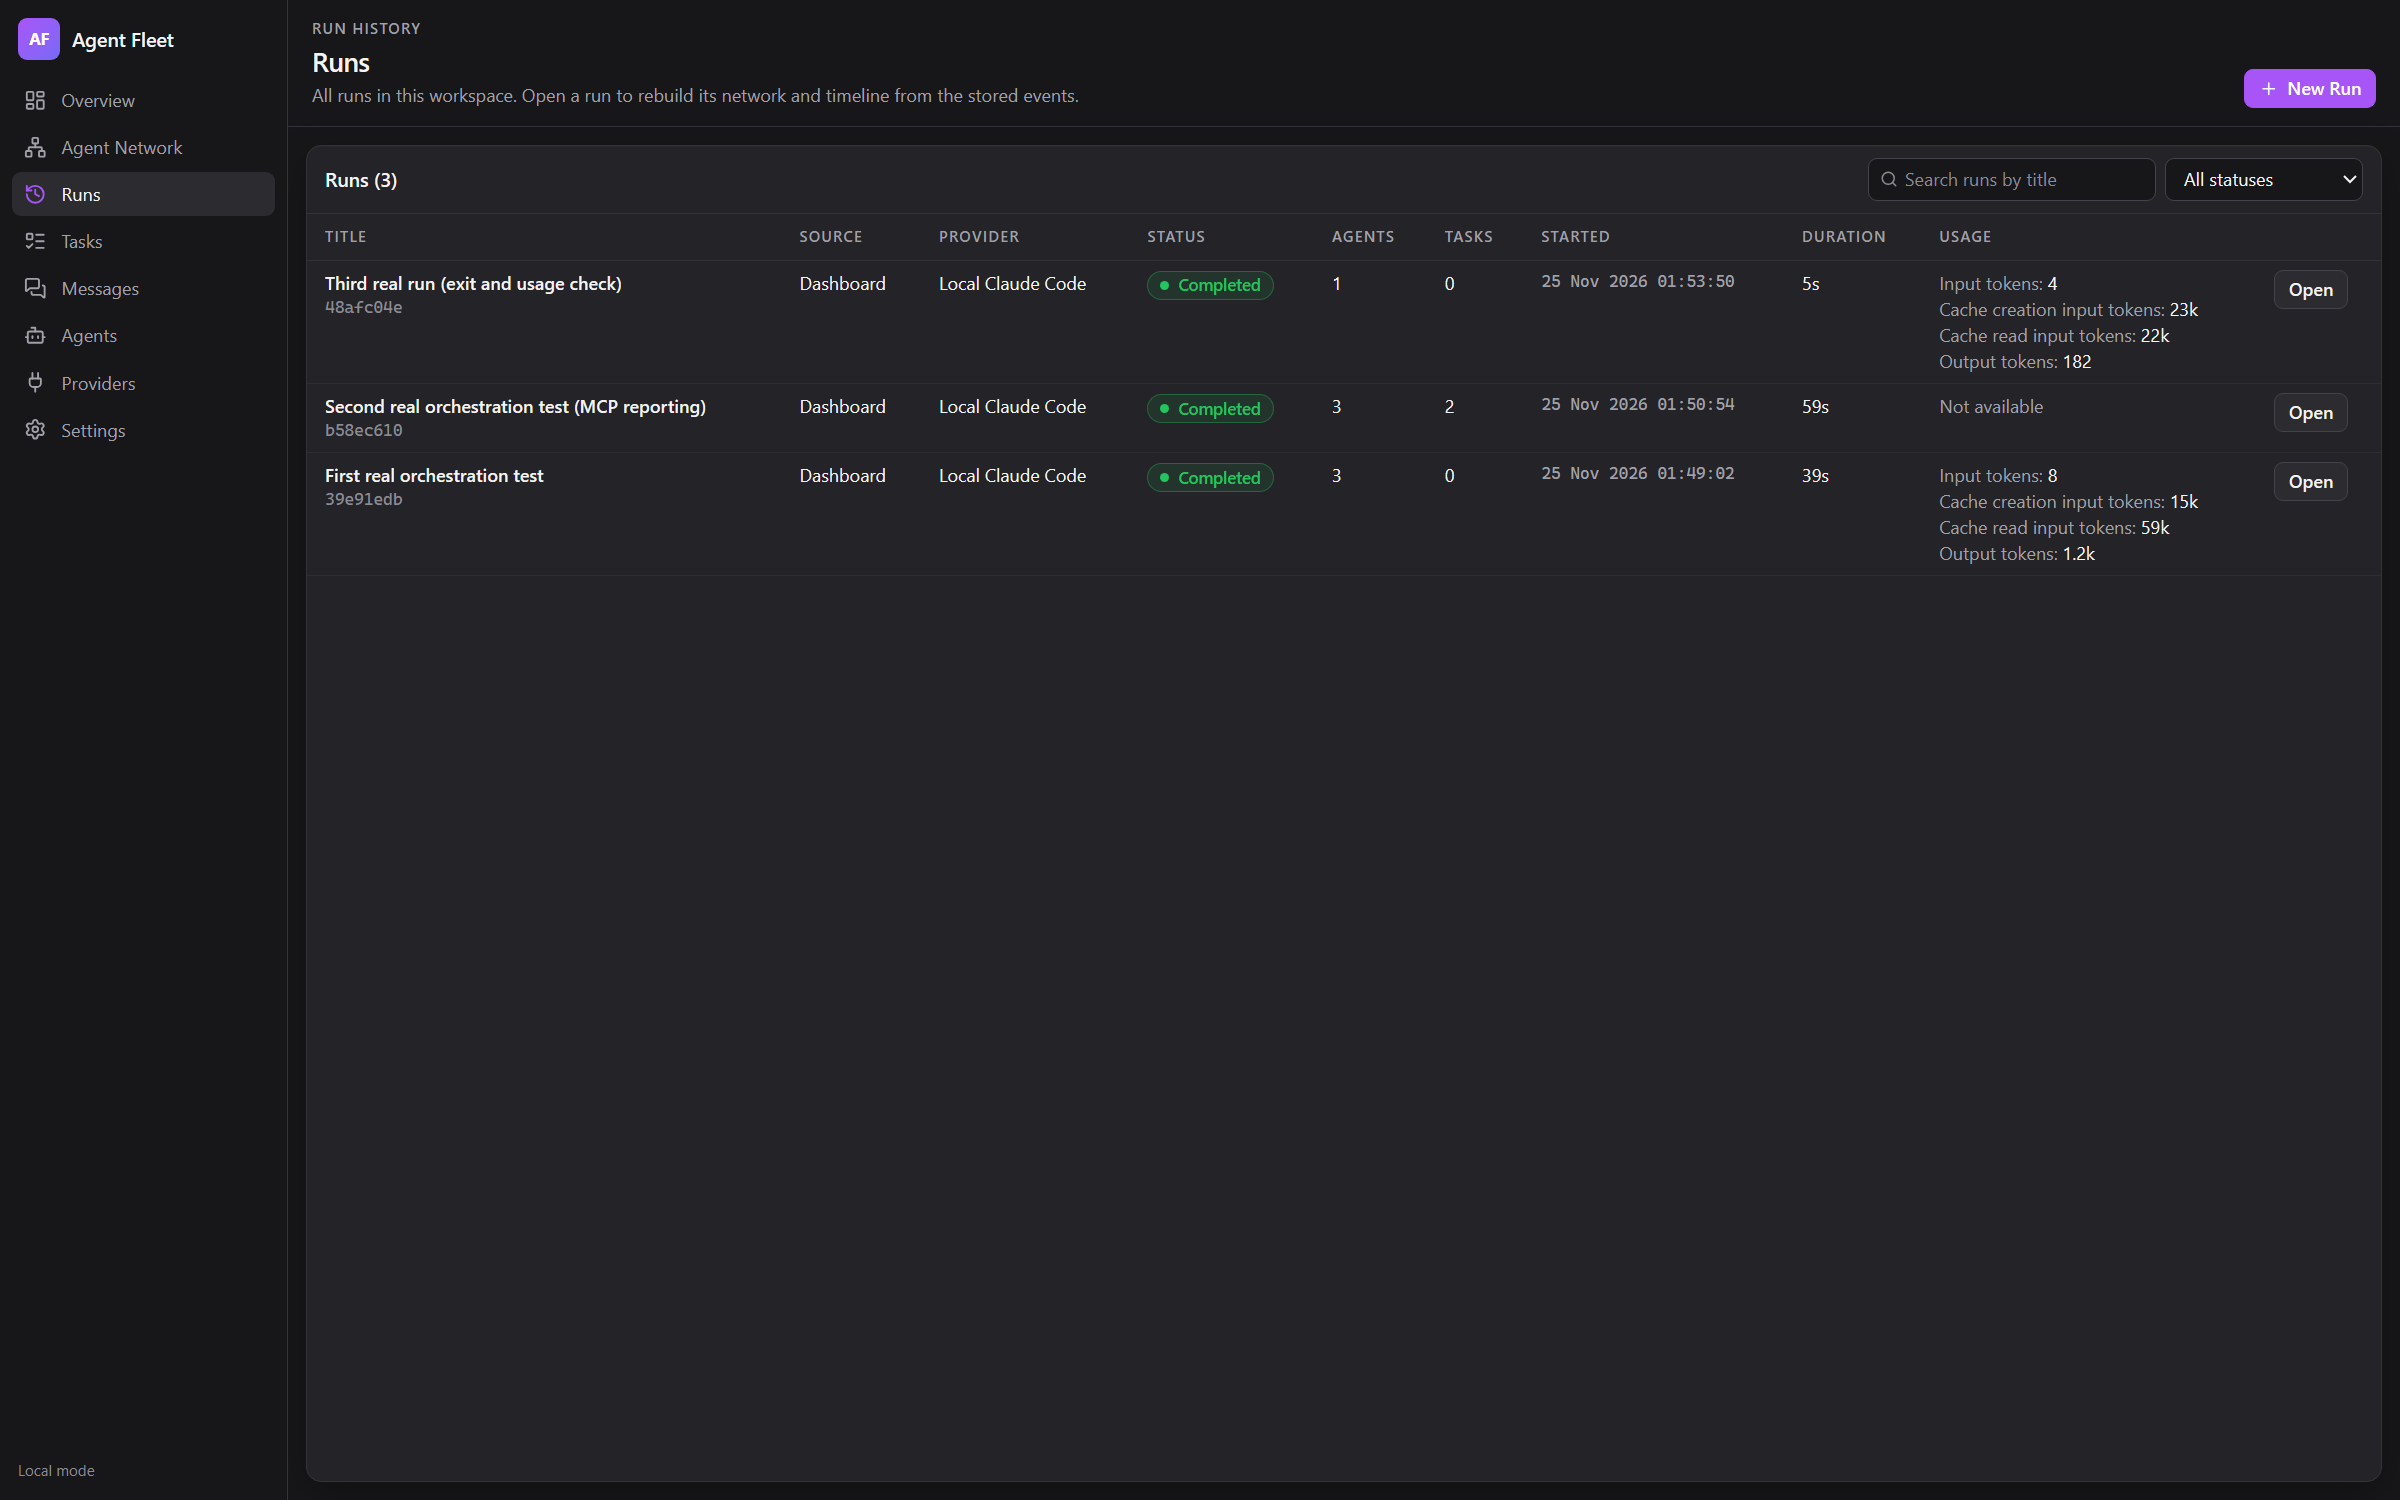 AF Agent Fleet
Overview
Agent Network
Runs
Tasks
Messages
Agents
Providers
Settings
Local mode
RUN HISTORY
Runs
All runs in this workspace. Open a run to rebuild its network and timeline from the stored events.
+ New Run
Runs (3)
Search runs by title
All statuses
TITLE SOURCE PROVIDER STATUS AGENTS TASKS STARTED DURATION USAGE
Third real run (exit and usage check) Dashboard Local Claude Code Completed 1 0 25 Nov 2026 01:53:50 5s Input tokens: 4 Open
48afc04e
Cache creation input tokens: 23k
Cache read input tokens: 22k
Output tokens: 182
Second real orchestration test (MCP reporting) Dashboard Local Claude Code Completed 3 2 25 Nov 2026 01:50:54 59s Not available Open
b58ec610
First real orchestration test Dashboard Local Claude Code Completed 3 0 25 Nov 2026 01:49:02 39s Input tokens: 8 Open
39e91edb
Cache creation input tokens: 15k
Cache read input tokens: 59k
Output tokens: 1.2k